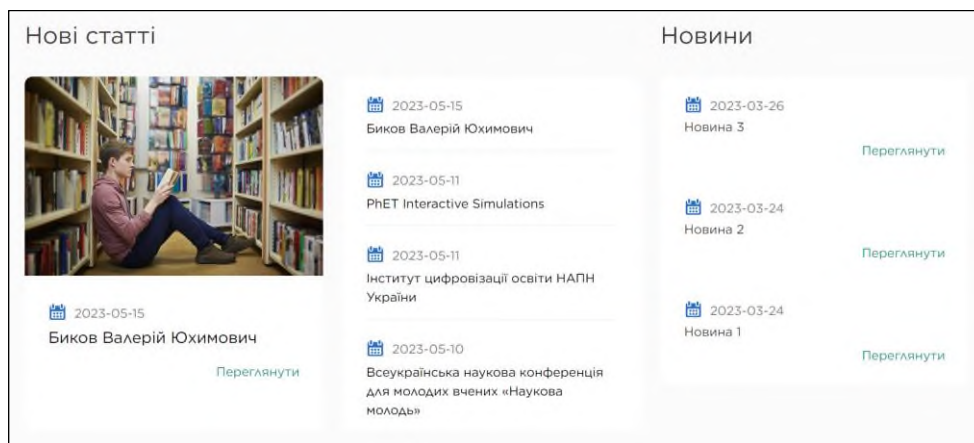 Нові статті
2023-05-15
Биков Валерій Юхимович
Переглянути
2023-05-15
Биков Валерій Юхимович
2023-05-11
PhET Interactive Simulations
2023-05-11
Інститут цифровізації освіти НАПН
України
2023-05-10
Всеукраїнська наукова конференція
для молодих вчених «Наукова
молодь»
Новини
2023-03-26
Новина 3
Переглянути
2023-03-24
Новина 2
Переглянути
2023-03-24
Новина 1
Переглянути